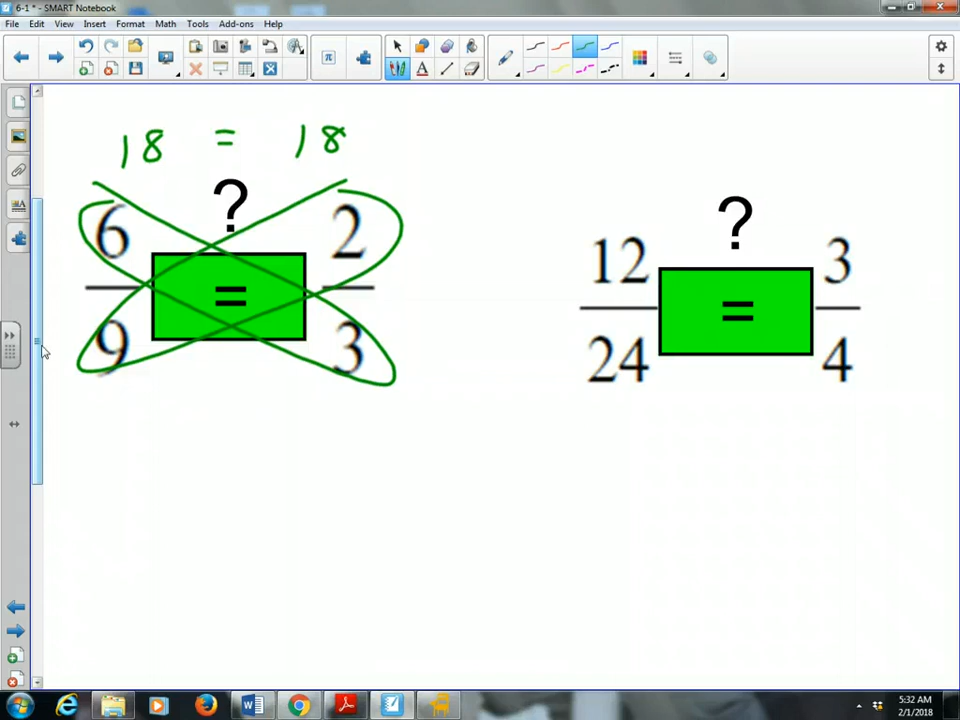 6-1 * - SMART Notebook
File Edit View Insert Format Math Tools Add-ons Help
18 = 18
?
6/9 = 2/3
?
12/24 = 3/4
5:32 AM
2/1/2018